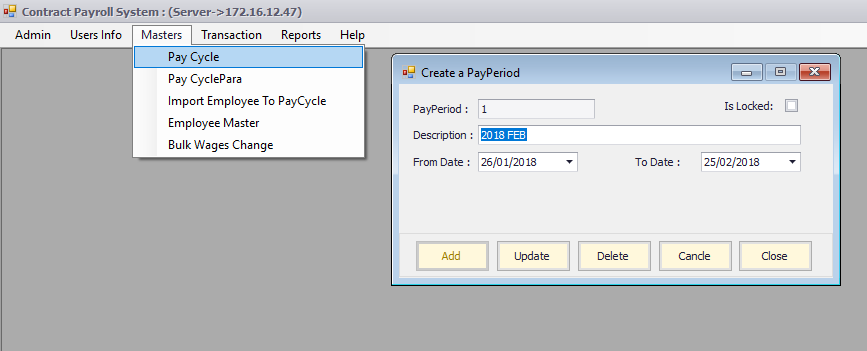 Contract Payroll System : (Server->172.16.12.47)
Admin Users Info Masters Transaction Reports Help
Pay Cycle
Pay CyclePara
Import Employee To PayCycle
Employee Master
Bulk Wages Change
Create a PayPeriod
PayPeriod : 1 Is Locked:
Description : 2018 FEB
From Date : 26/01/2018 To Date : 25/02/2018
Add Update Delete Cancle Close